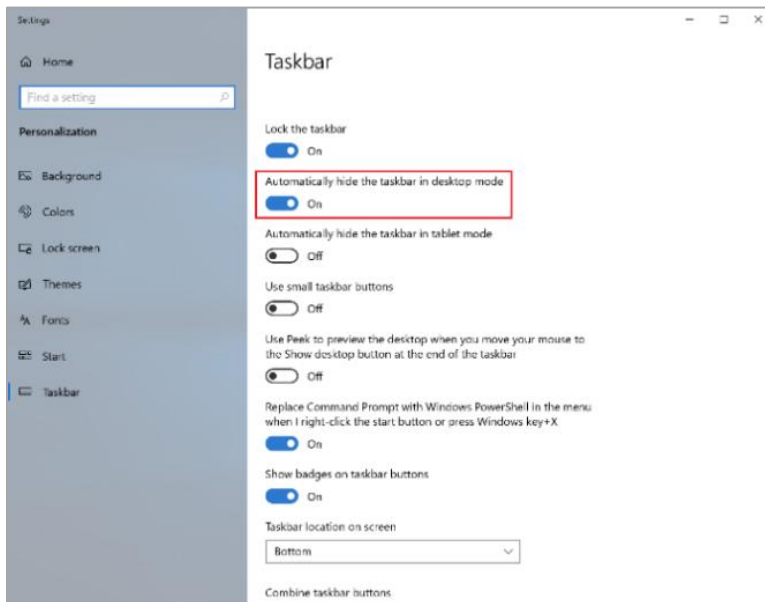 Settings
Home
Find a setting
Personalization
Background
Colors
Lock screen
Themes
Fonts
Start
Taskbar
Taskbar
Lock the taskbar
On
Automatically hide the taskbar in desktop mode
On
Automatically hide the taskbar in tablet mode
Off
Use small taskbar buttons
Off
Use Peek to preview the desktop when you move your mouse to
the Show desktop button at the end of the taskbar
Off
Replace Command Prompt with Windows PowerShell in the menu
when I right-click the start button or press Windows key+X
On
Show badges on taskbar buttons
On
Taskbar location on screen
Bottom
Combine taskbar buttons